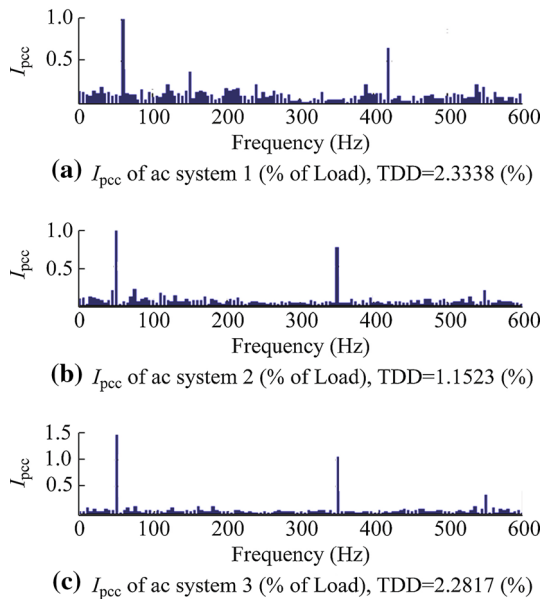 1.0
0.5
I_pcc
0 100 200 300 400 500 600
Frequency (Hz)
(a) I_pcc of ac system 1 (% of Load), TDD=2.3338 (%)
1.0
0.5
I_pcc
0 100 200 300 400 500 600
Frequency (Hz)
(b) I_pcc of ac system 2 (% of Load), TDD=1.1523 (%)
1.5
1.0
0.5
I_pcc
0 100 200 300 400 500 600
Frequency (Hz)
(c) I_pcc of ac system 3 (% of Load), TDD=2.2817 (%)